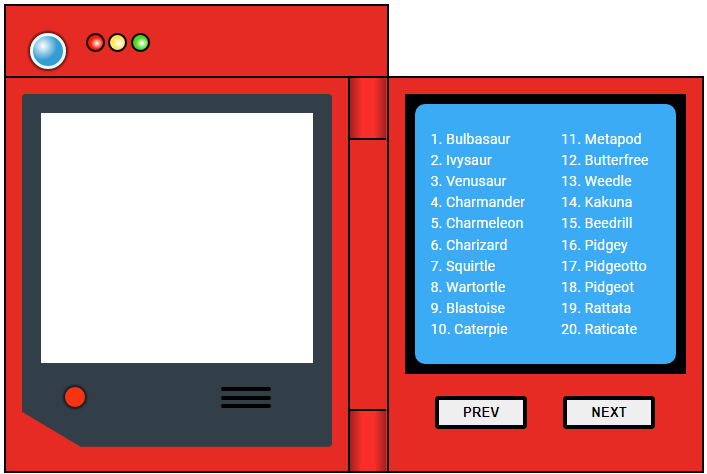 1. Bulbasaur
2. Ivysaur
3. Venusaur
4. Charmander
5. Charmeleon
6. Charizard
7. Squirtle
8. Wartortle
9. Blastoise
10. Caterpie
11. Metapod
12. Butterfree
13. Weedle
14. Kakuna
15. Beedrill
16. Pidgey
17. Pidgeotto
18. Pidgeot
19. Rattata
20. Raticate
PREV
NEXT